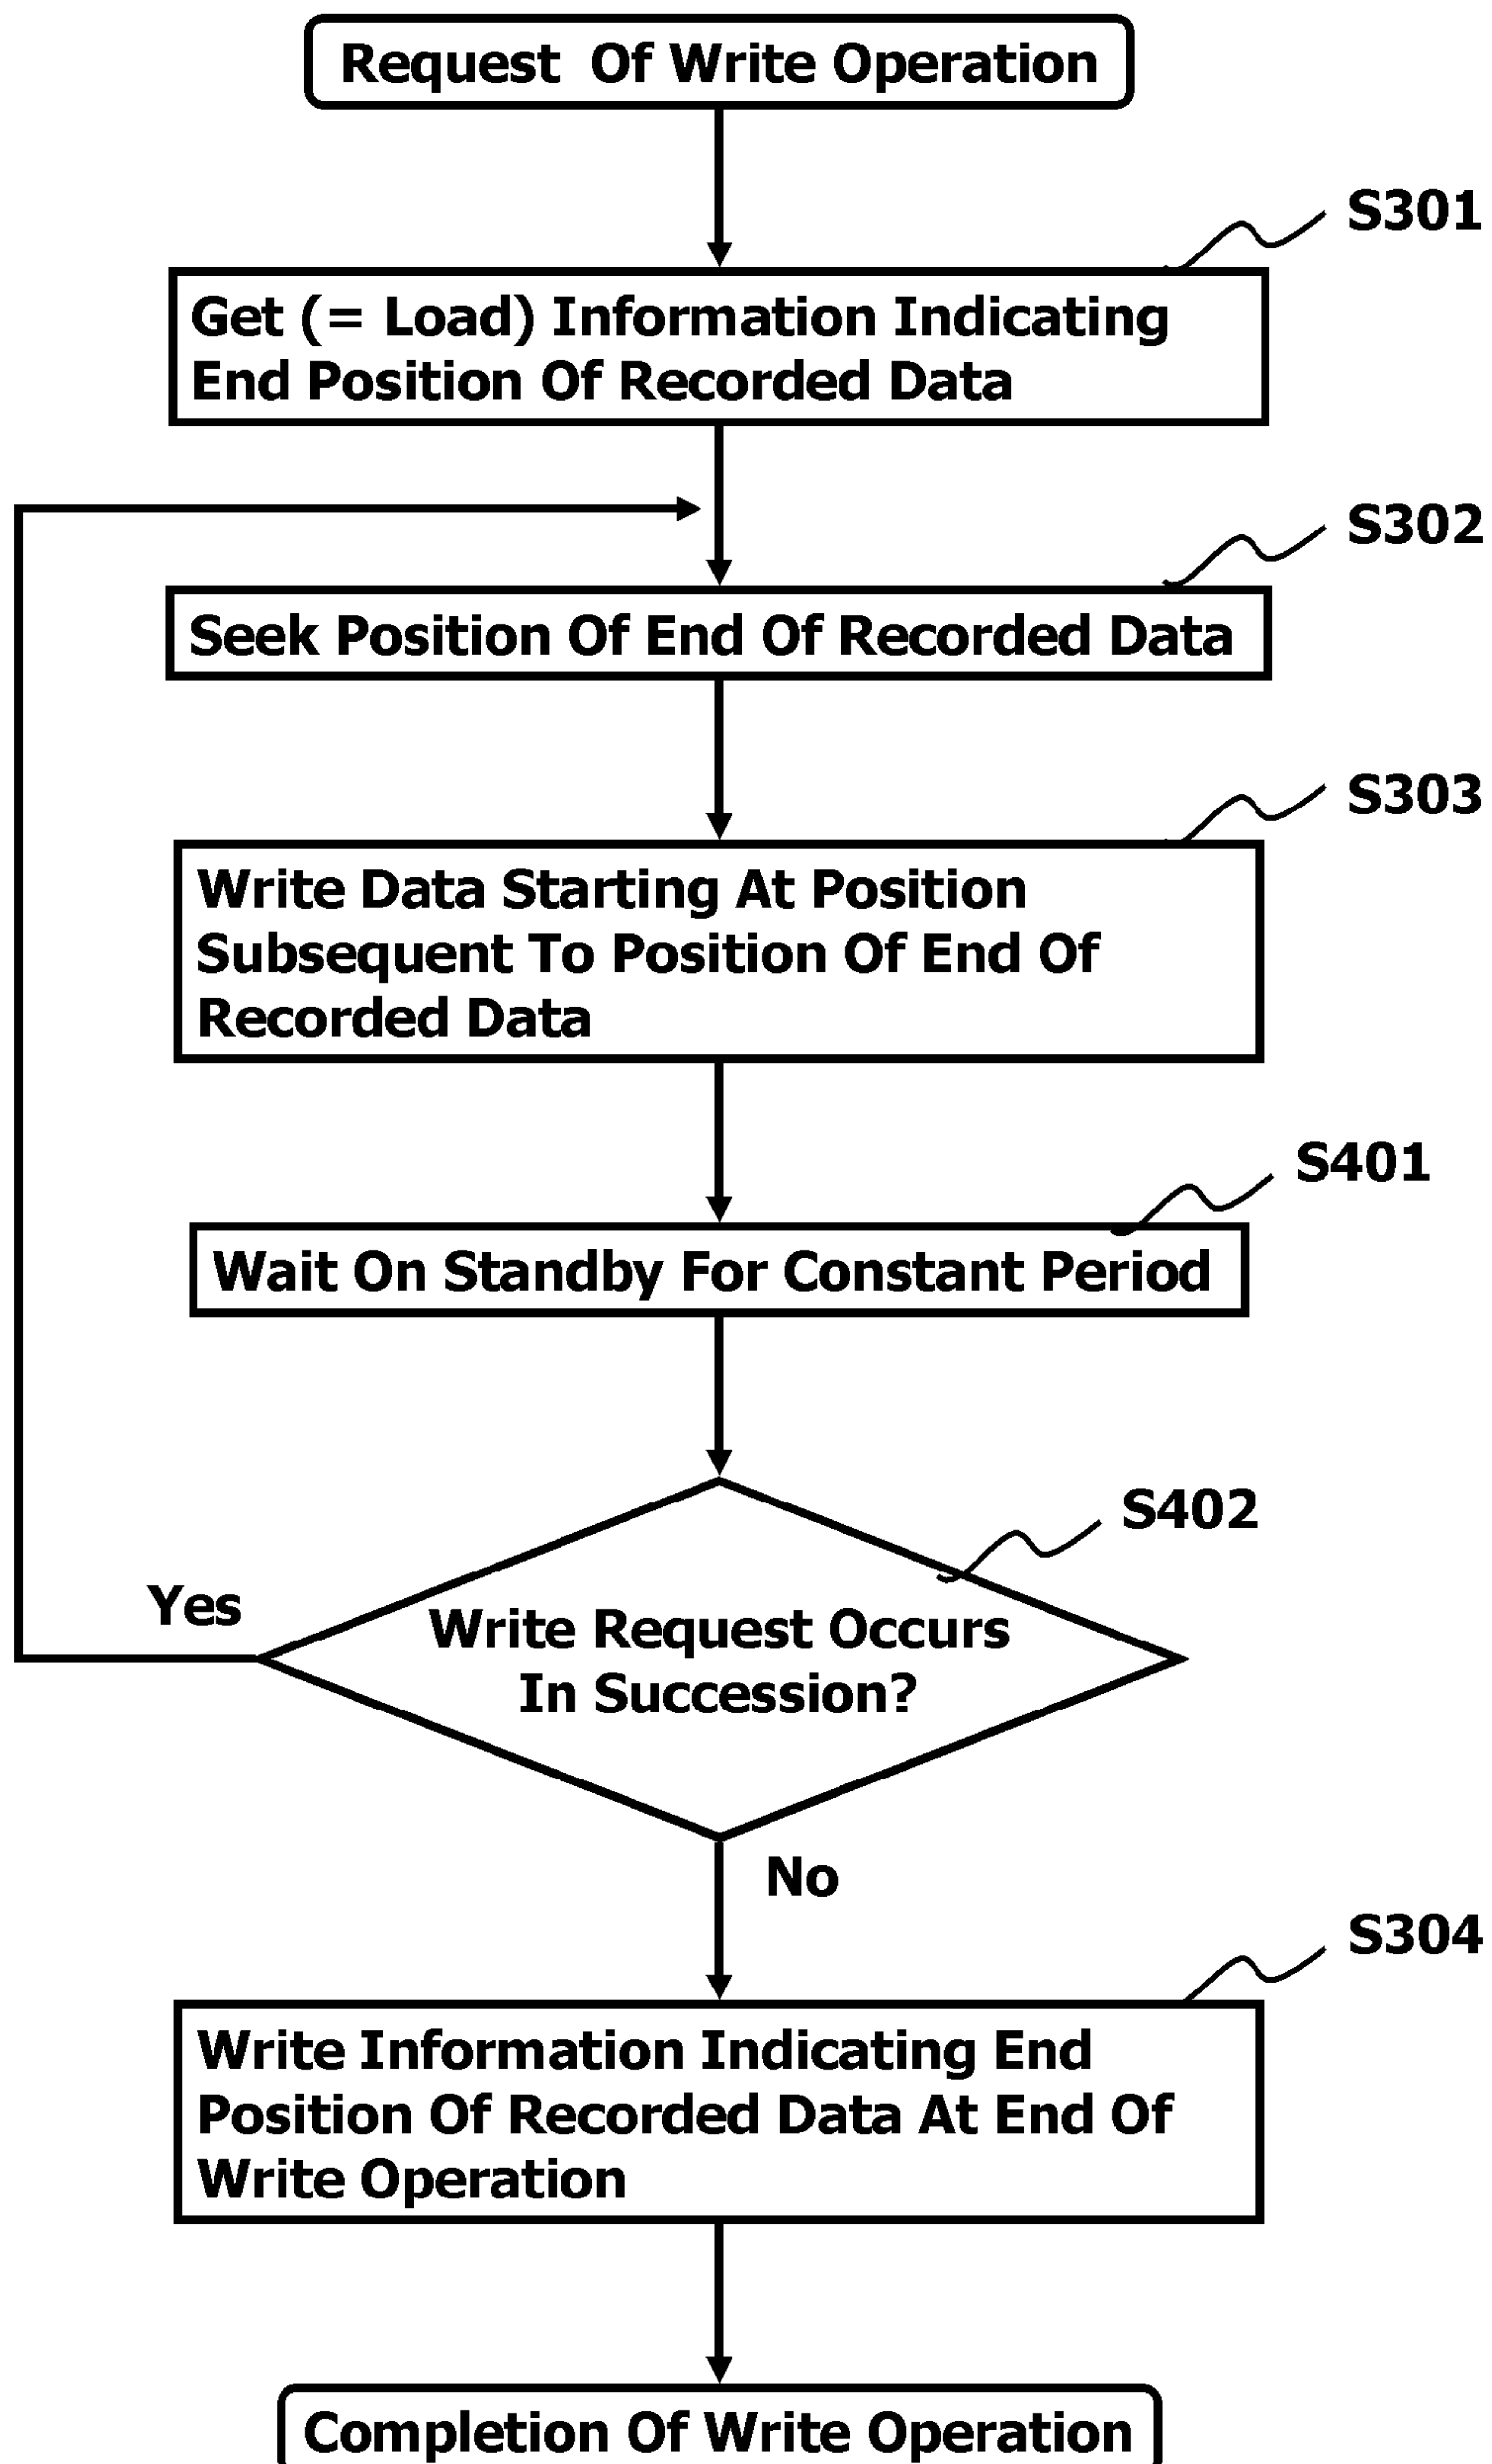 Request Of Write Operation
S301
Get (= Load) Information Indicating
End Position Of Recorded Data
S302
Seek Position Of End Of Recorded Data
S303
Write Data Starting At Position
Subsequent To Position Of End Of
Recorded Data
S401
Wait On Standby For Constant Period
S402
Yes
Write Request Occurs
In Succession?
No
S304
Write Information Indicating End
Position Of Recorded Data At End Of
Write Operation
Completion Of Write Operation